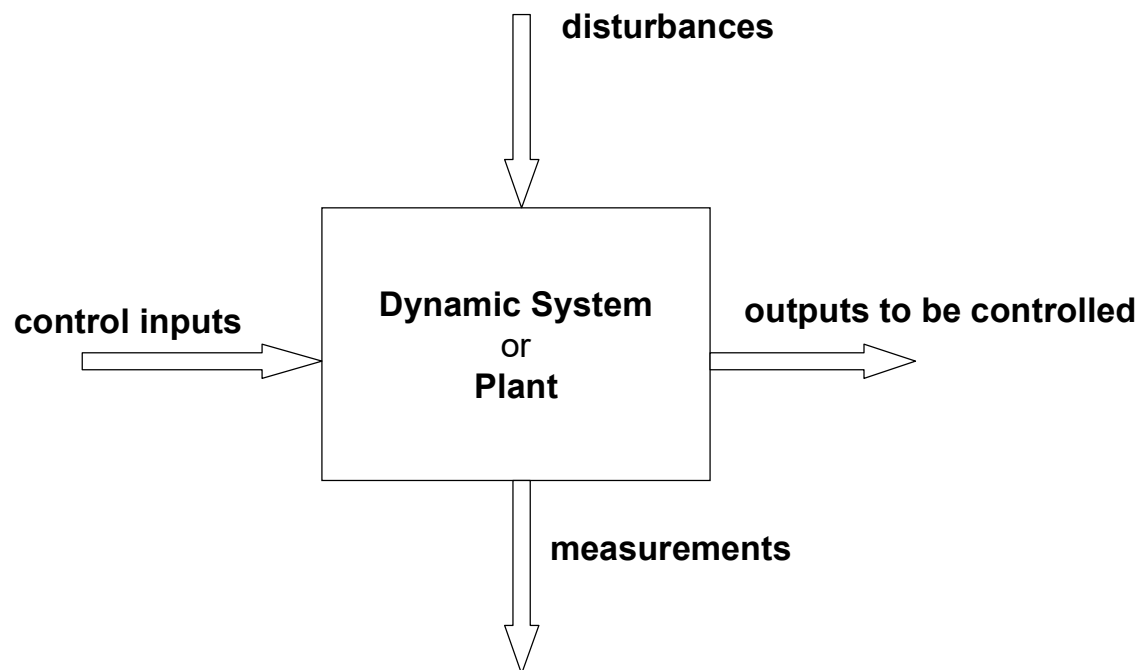 disturbances
control inputs
Dynamic System
or
Plant
outputs to be controlled
measurements